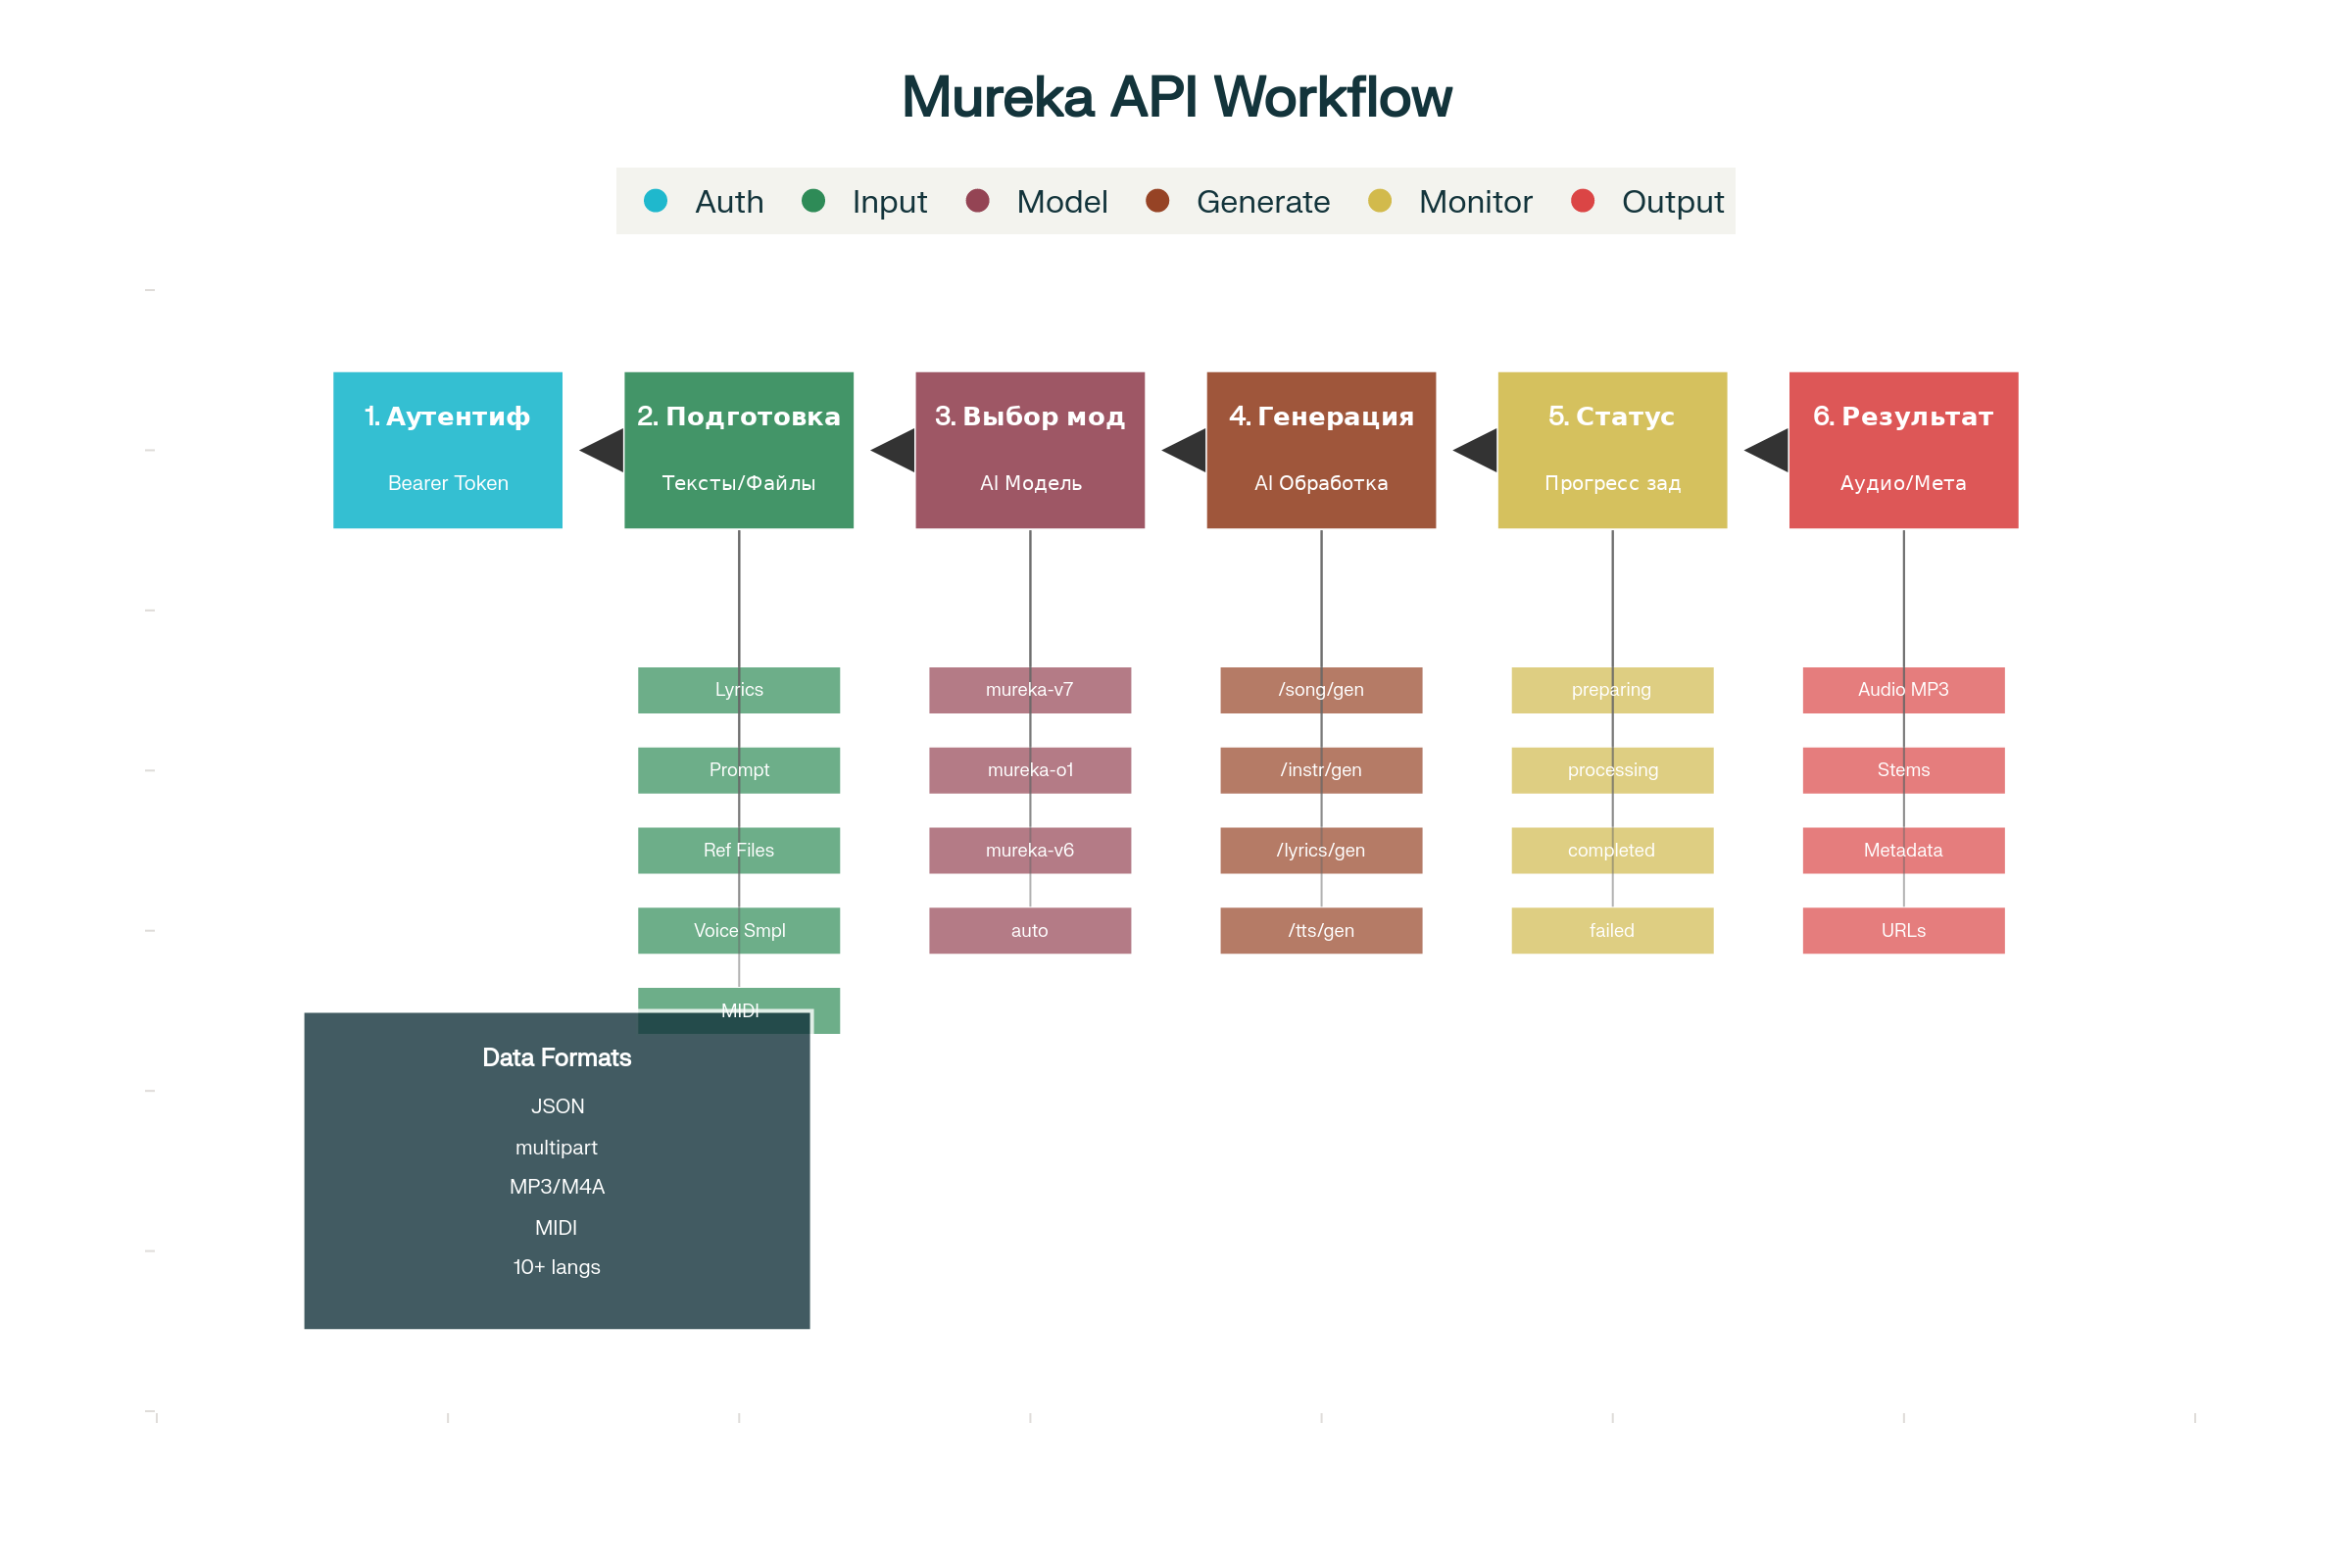 Mureka API Workflow
Auth Input Model Generate Monitor Output
1. Аутентиф
Bearer Token
2. Подготовка
Тексты/Файлы
3. Выбор мод
AI Модель
4. Генерация
AI Обработка
5. Статус
Прогресс зад
6. Результат
Аудио/Мета
Lyrics
Prompt
Ref Files
Voice Smpl
MIDI
mureka-v7
mureka-o1
mureka-v6
auto
/song/gen
/instr/gen
/lyrics/gen
/tts/gen
preparing
processing
completed
failed
Audio MP3
Stems
Metadata
URLs
Data Formats
JSON
multipart
MP3/M4A
MIDI
10+ langs